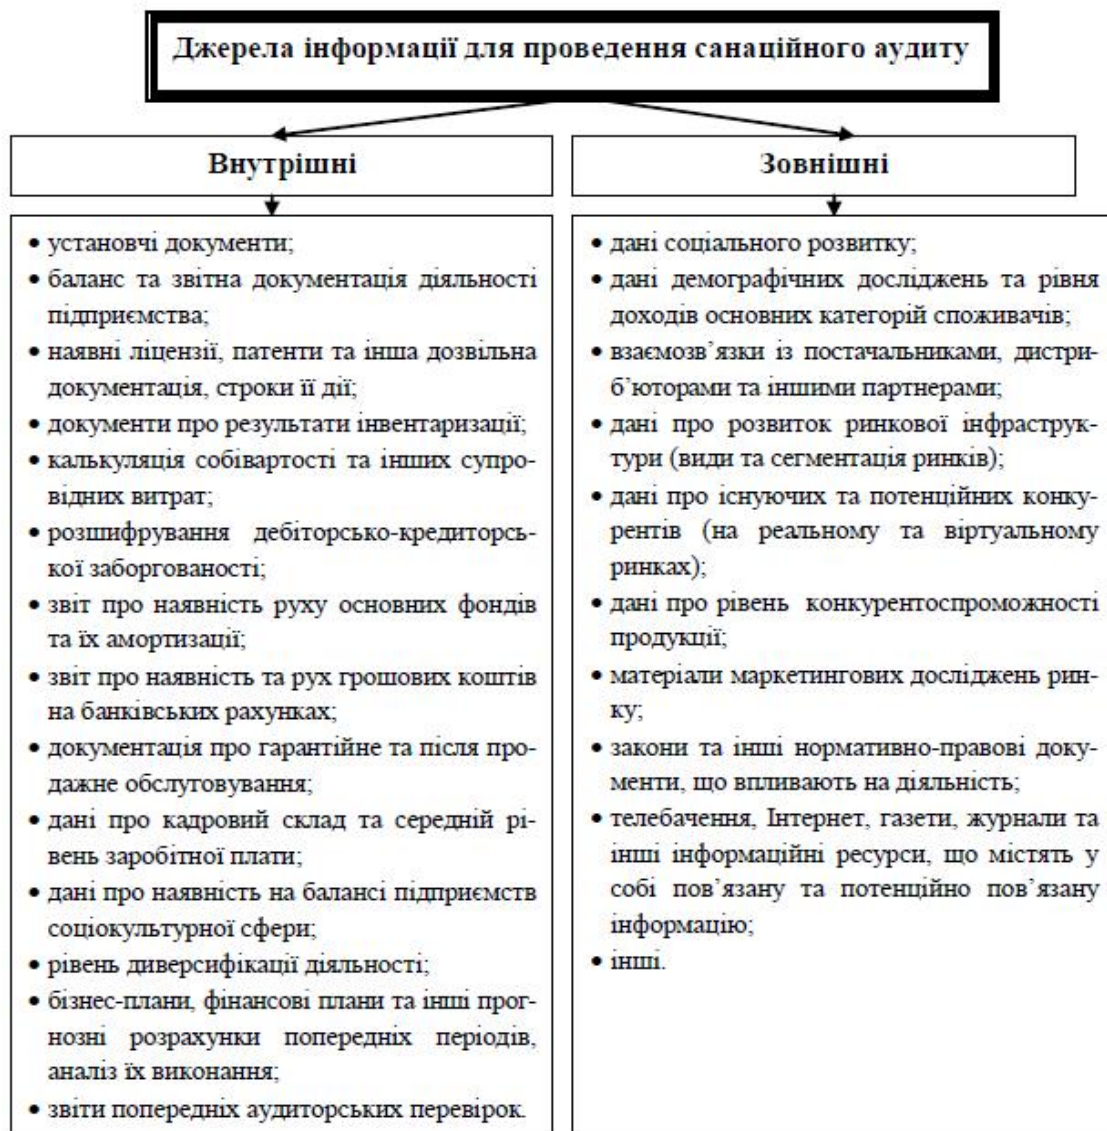 Джерела інформації для проведення санаційного аудиту
Внутрішні
• установчі документи;
• баланс та звітна документація діяльності
підприємства;
• наявні ліцензії, патенти та інша дозвільна
документація, строки її дії;
• документи про результати інвентаризації;
• калькуляція собівартості та інших супро-
відних витрат;
• розшифрування дебіторсько-кредиторсь-
кої заборгованості;
• звіт про наявність руху основних фондів
та їх амортизації;
• звіт про наявність та рух грошових коштів
на банківських рахунках;
• документація про гарантійне та після про-
дажне обслуговування;
• дані про кадровий склад та середній рі-
вень заробітної плати;
• дані про наявність на балансі підприємств
соціокультурної сфери;
• рівень диверсифікації діяльності;
• бізнес-плани, фінансові плани та інші прог-
нозні розрахунки попередніх періодів,
аналіз їх виконання;
• звіти попередніх аудиторських перевірок.
Зовнішні
• дані соціального розвитку;
• дані демографічних досліджень та рівня
доходів основних категорій споживачів;
• взаємозв’язки із постачальниками, дистри-
б’юторами та іншими партнерами;
• дані про розвиток ринкової інфраструк-
тури (види та сегментація ринків);
• дані про існуючих та потенційних конку-
рентів (на реальному та віртуальному
ринках);
• дані про рівень конкурентоспроможності
продукції;
• матеріали маркетингових досліджень рин-
ку;
• закони та інші нормативно-правові доку-
менти, що впливають на діяльність;
• телебачення, Інтернет, газети, журнали та
інші інформаційні ресурси, що містять у
собі пов’язану та потенційно пов’язану
інформацію;
• інші.